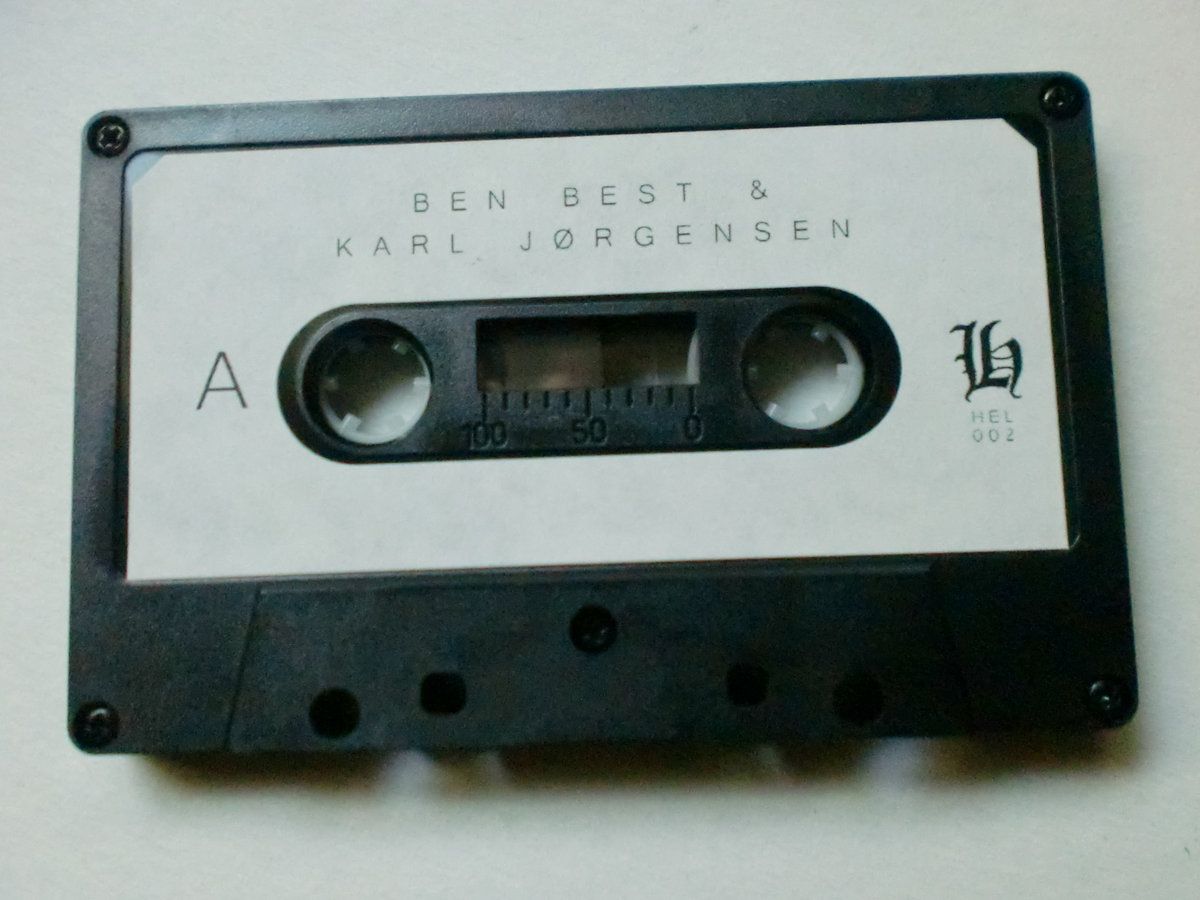 BEN BEST &
KARL JØRGENSEN
A
H
HEL
002
100 50 0